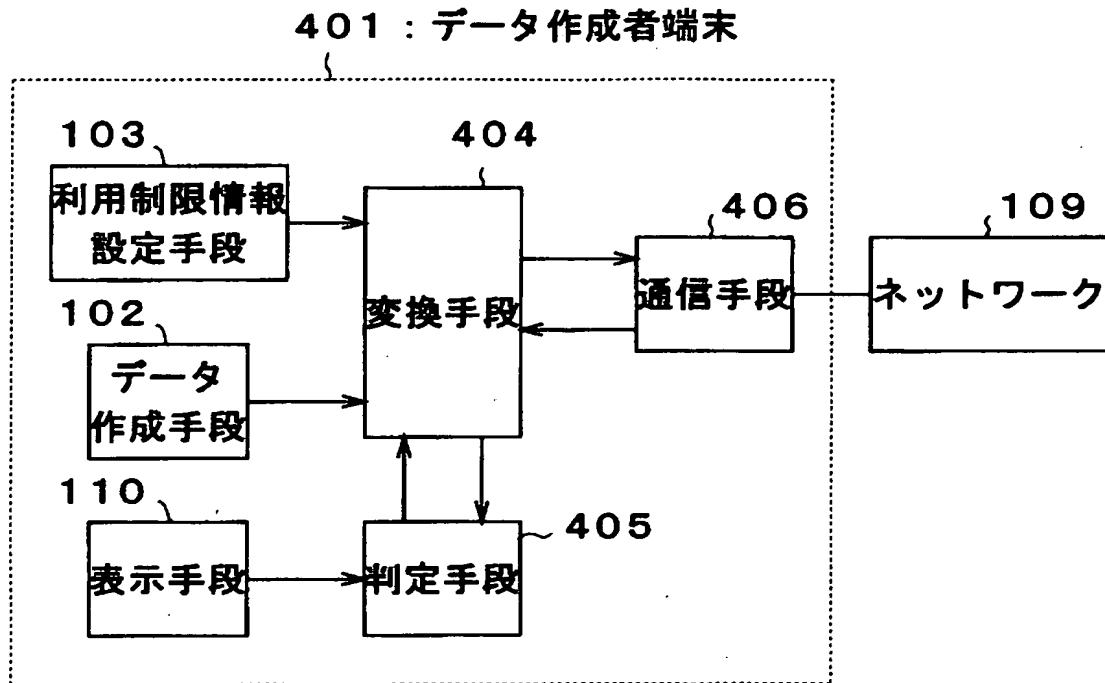 401:データ作成者端末
103
利用制限情報
設定手段
404
変換手段
406
通信手段
109
ネットワーク
102
データ
作成手段
110
表示手段
405
判定手段